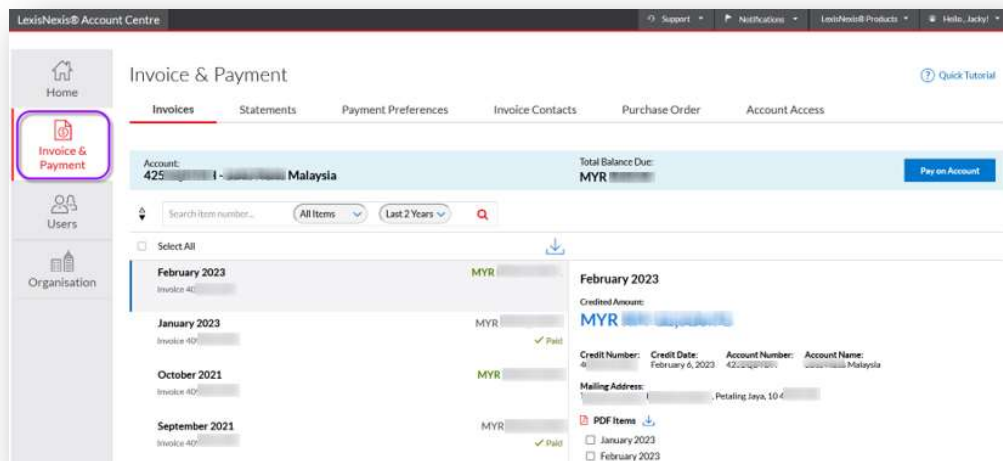 LexisNexis® Account Centre
Support
Notifications
LexisNexis® Products
Hello, Jacky!
Home
Invoice &
Payment
Users
Organisation
Invoice & Payment
Quick Tutorial
Invoices
Statements
Payment Preferences
Invoice Contacts
Purchase Order
Account Access
Account:
425 - Malaysia
Total Balance Due:
MYR
Pay on Account
Search item number...
All Items
Last 2 Years
Select All
February 2023
MYR
Invoice 40
January 2023
MYR
Invoice 409
Paid
October 2021
MYR
Invoice 409
September 2021
MYR
Invoice 409
Paid
February 2023
Credited Amount:
MYR
Credit Number:
Credit Date:
February 6, 2023
Account Number:
Account Name:
Malaysia
Mailing Address:
, Petaling Jaya, 10
PDF Items
January 2023
February 2023